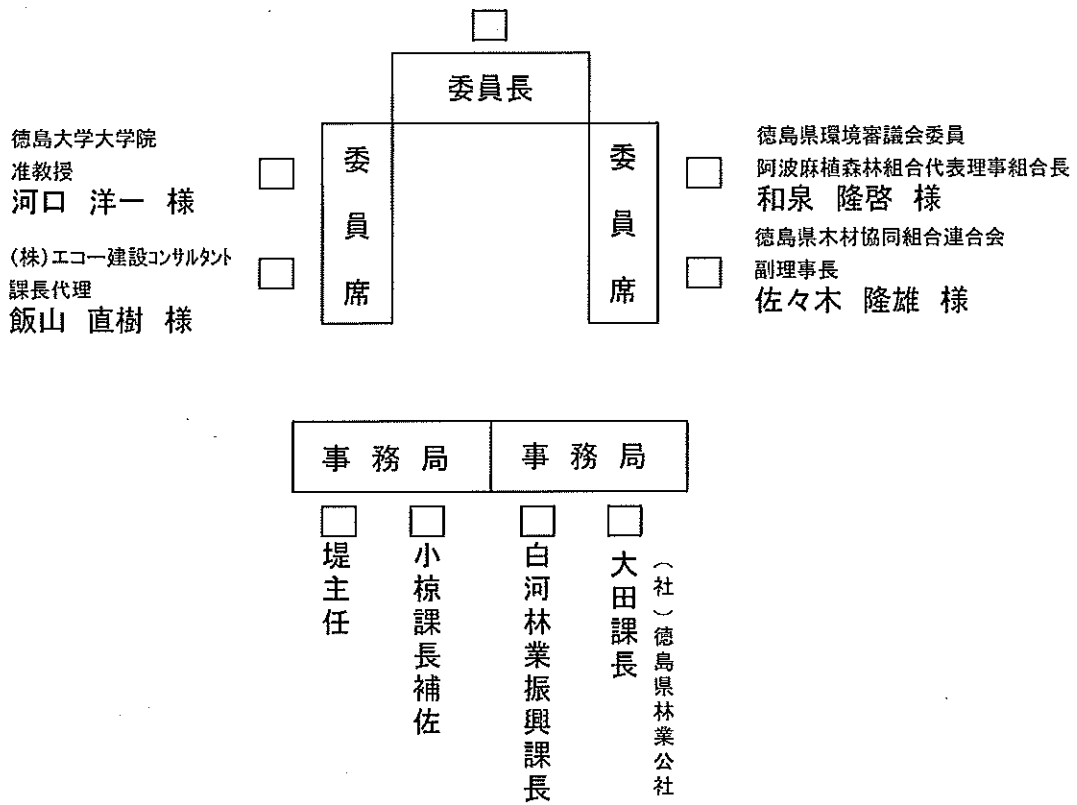 委員長
徳島大学大学院
准教授
河口 洋一 様
(株)エコー建設コンサルタント
課長代理
飯山 直樹 様
委員席
委員席
徳島県環境審議会委員
阿波麻植森林組合代表理事組合長
和泉 隆啓 様
徳島県木材協同組合連合会
副理事長
佐々木 隆雄 様
事務局
事務局
堤主任
小椋課長補佐
白河林業振興課長
大田課長
(社)徳島県林業公社